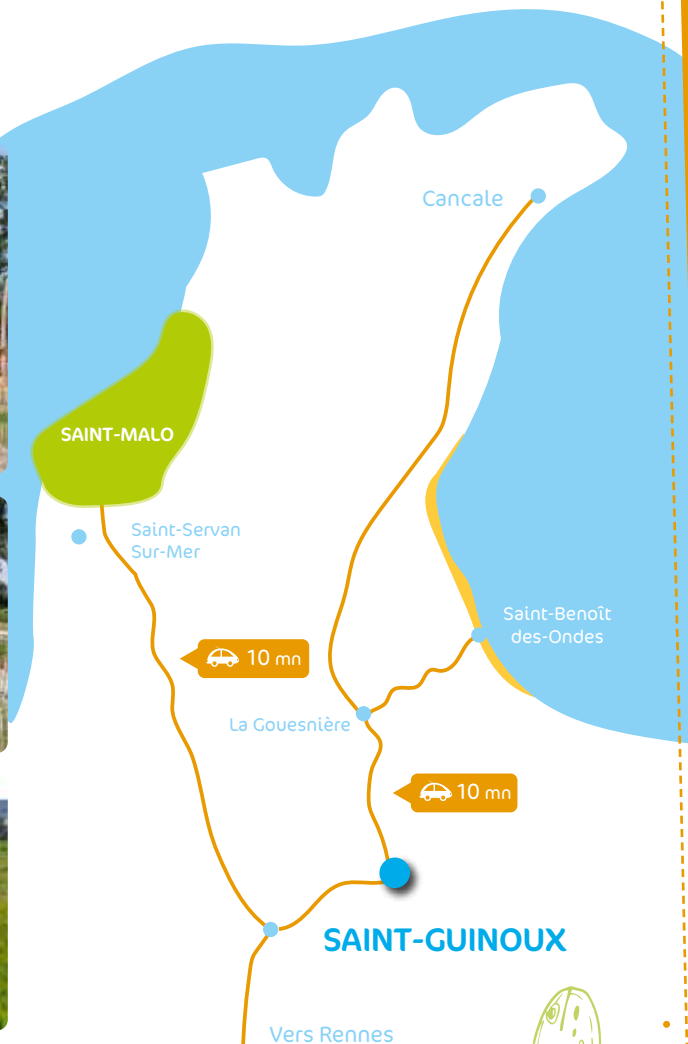 Cancale
SAINT-MALO
Saint-Servan
Sur-Mer
Saint-Benoît
des-Ondes
10 mn
La Gouesnière
10 mn
SAINT-GUINOUX
Vers Rennes